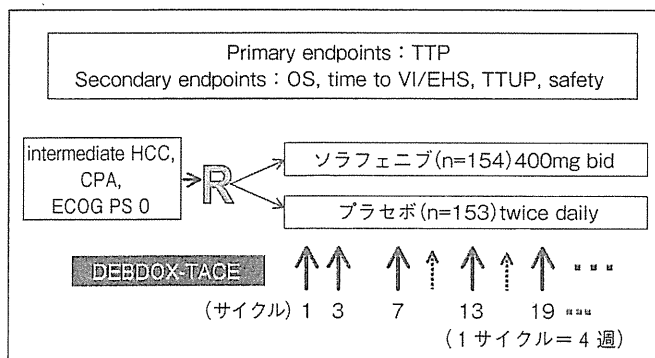 Primary endpoints：TTP
Secondary endpoints：OS, time to VI/EHS, TTUP, safety
intermediate HCC,
CPA,
ECOG PS 0
R
ソラフェニブ(n=154)400mg bid
プラセボ(n=153)twice daily
DEBDOX-TACE
(サイクル) 1 3 7 13 19
(1サイクル＝4週)